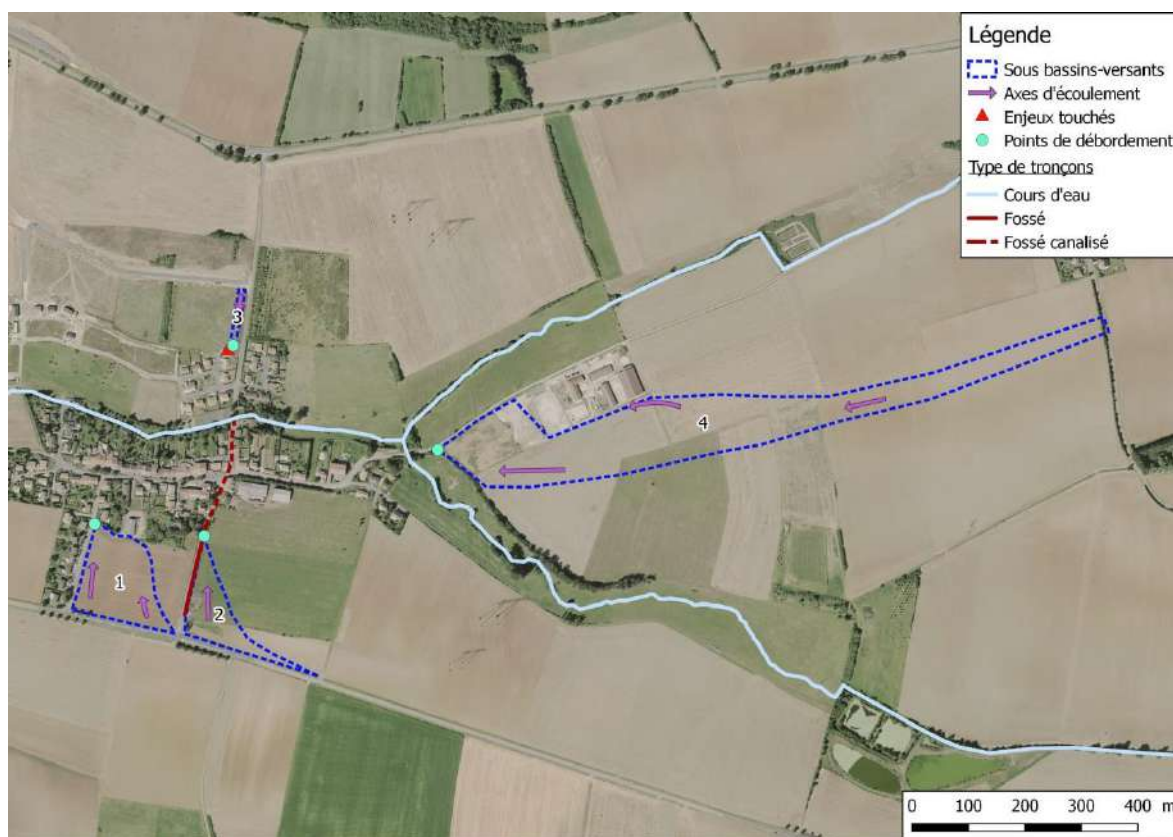 Légende
Sous bassins-versants
Axes d'écoulement
Enjeux touchés
Points de débordement
Type de tronçons
Cours d'eau
Fossé
Fossé canalisé
3
4
1
2
0 100 200 300 400 m